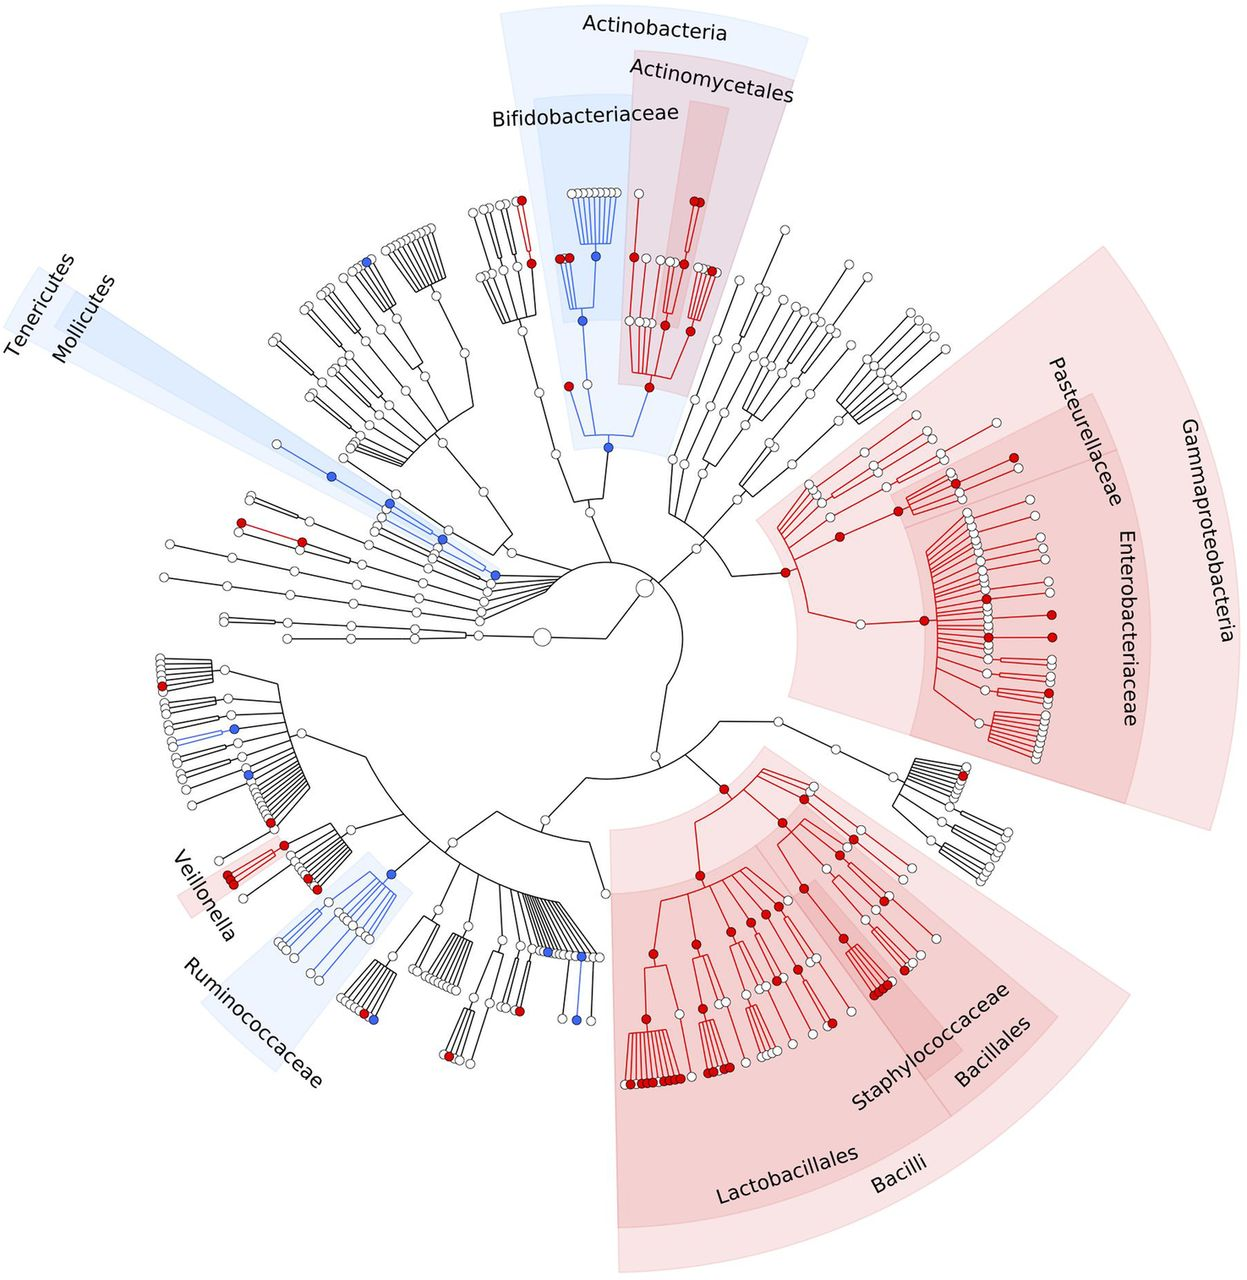 Actinobacteria
Actinomycetales
Bifidobacteriaceae
Tenericutes
Mollicutes
Pasteurellaceae
Gammaproteobacteria
Enterobacteriaceae
Veillonella
Ruminococcaceae
Staphylococcaceae
Bacillales
Lactobacillales
Bacilli